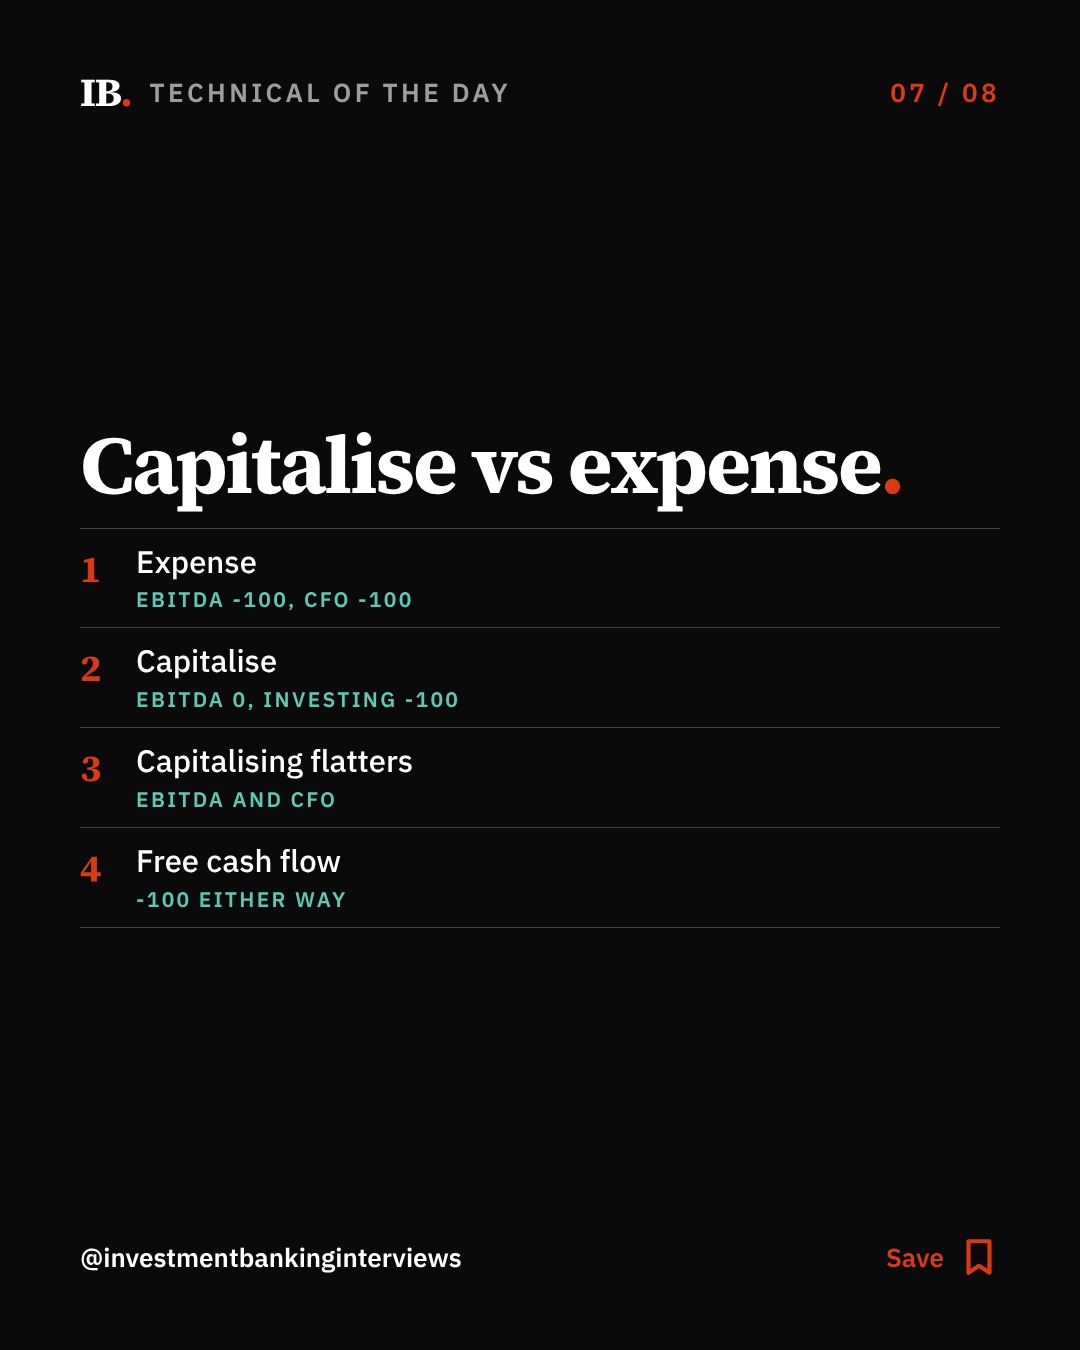 IB. TECHNICAL OF THE DAY 07 / 08
Capitalise vs expense.
1 Expense
EBITDA -100, CFO -100
2 Capitalise
EBITDA 0, INVESTING -100
3 Capitalising flatters
EBITDA AND CFO
4 Free cash flow
-100 EITHER WAY
@investmentbankinginterviews Save